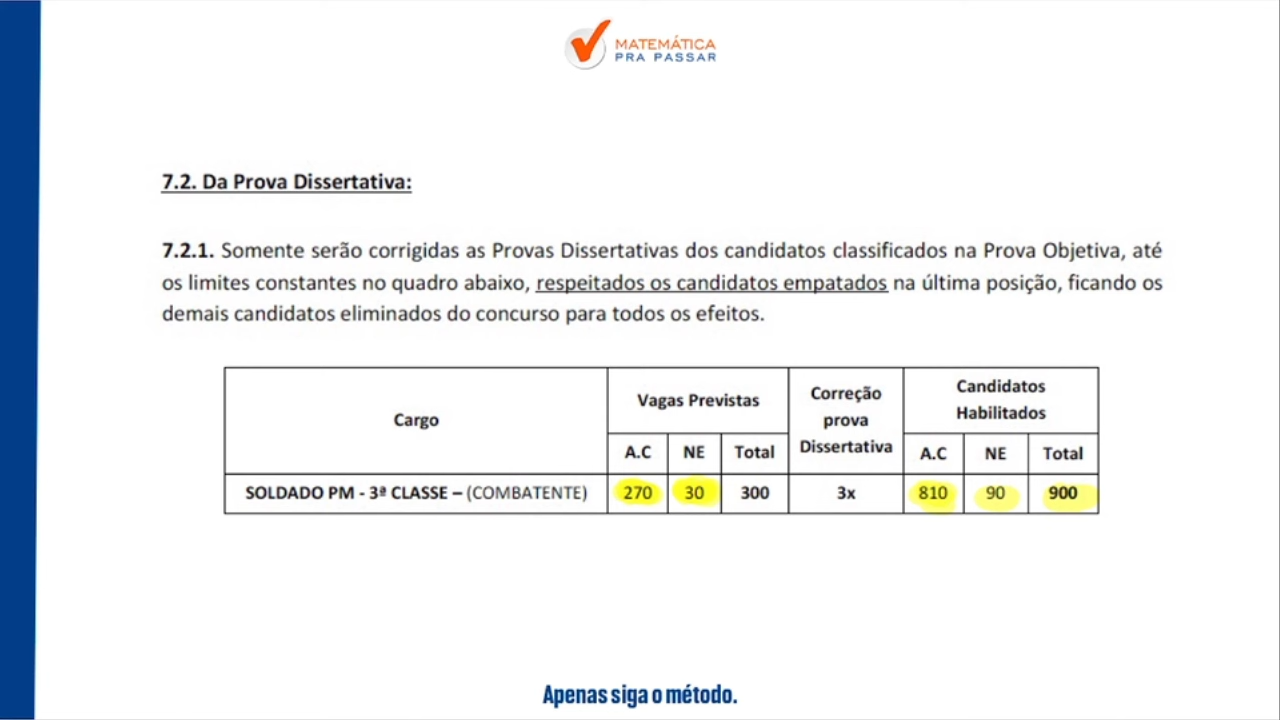 MATEMÁTICA
PRA PASSAR
7.2. Da Prova Dissertativa:
7.2.1. Somente serão corrigidas as Provas Dissertativas dos candidatos classificados na Prova Objetiva, até
os limites constantes no quadro abaixo, respeitados os candidatos empatados na última posição, ficando os
demais candidatos eliminados do concurso para todos os efeitos.
Cargo
Vagas Previstas
Correção
prova
Dissertativa
Candidatos
Habilitados
A.C NE Total
A.C NE Total
SOLDADO PM - 3ª CLASSE – (COMBATENTE) 270 30 300 3x 810 90 900
Apenas siga o método.